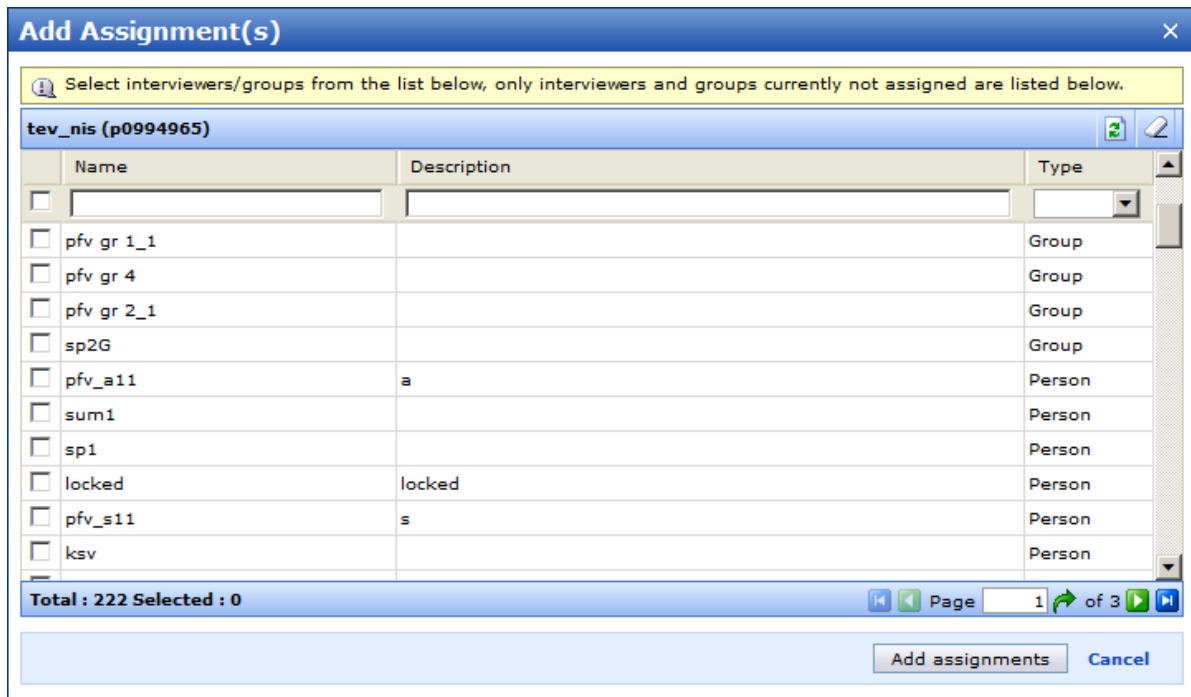 Add Assignment(s)
Select interviewers/groups from the list below, only interviewers and groups currently not assigned are listed below.
tev_nis (p0994965)
Name Description Type
pfv gr 1_1 Group
pfv gr 4 Group
pfv gr 2_1 Group
sp2G Group
pfv_a11 a Person
sum1 Person
sp1 Person
locked locked Person
pfv_s11 s Person
ksv Person
Total : 222 Selected : 0 Page 1 of 3
Add assignments Cancel